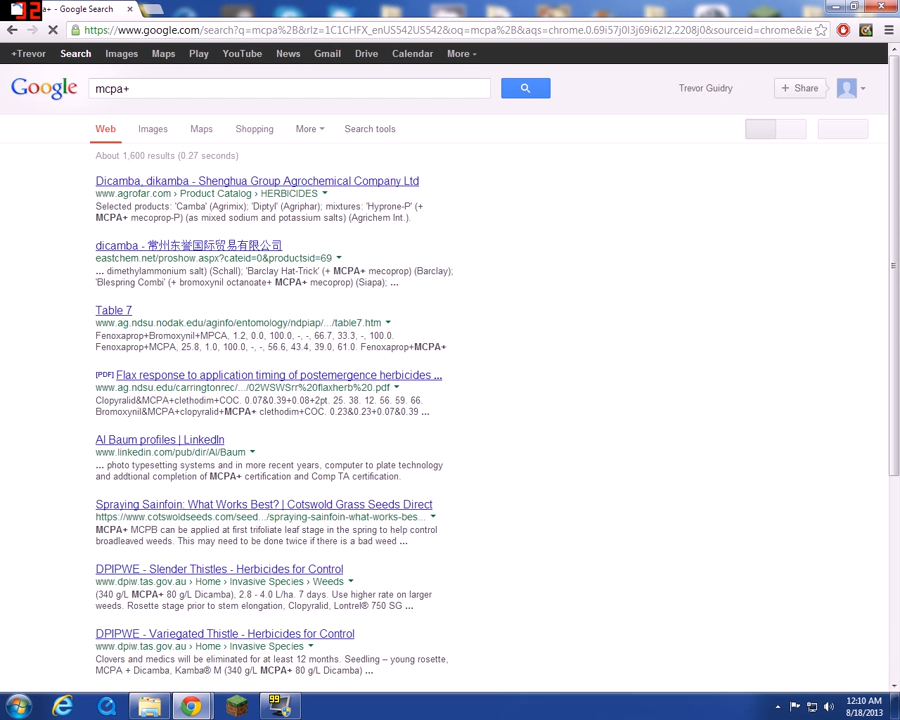 32
a+ - Google Search
https://www.google.com/search?q=mcpa%2B&rlz=1C1CHFX_enUS542US542&oq=mcpa%2B&aqs=chrome.0.69i57j0l3j69i62l2.2208j0&sourceid=chrome&ie
+Trevor Search Images Maps Play YouTube News Gmail Drive Calendar More
Google mcpa+ Trevor Guidry + Share
Web Images Maps Shopping More Search tools
About 1,600 results (0.27 seconds)
Dicamba, dikamba - Shenghua Group Agrochemical Company Ltd
www.agrofar.com › Product Catalog › HERBICIDES
Selected products: 'Camba' (Agrimix); 'Diptyl' (Agriphar); mixtures: 'Hyprone-P' (+
MCPA+ mecoprop-P) (as mixed sodium and potassium salts) (Agrichem Int.).
dicamba - 常州东誉国际贸易有限公司
eastchem.net/proshow.aspx?cateid=0&productsid=69
... dimethylammonium salt) (Schall); 'Barclay Hat-Trick' (+ MCPA+ mecoprop) (Barclay);
'Blespring Combi' (+ bromoxynil octanoate+ MCPA+ mecoprop) (Siapa); ...
Table 7
www.ag.ndsu.nodak.edu/aginfo/entomology/ndpiap/.../table7.htm
Fenoxaprop+Bromoxynil+MPCA, 1.2, 0.0, 100.0, -, -, 66.7, 33.3, -, 100.0.
Fenoxaprop+MCPA, 25.8, 1.0, 100.0, -, -, 56.6, 43.4, 39.0, 61.0. Fenoxaprop+MCPA+
[PDF] Flax response to application timing of postemergence herbicides ...
www.ag.ndsu.edu/carringtonrec/.../02WSWSrr%20flaxherb%20.pdf
Clopyralid&MCPA+clethodim+COC. 0.07&0.39+0.08+2pt. 25. 38. 12. 56. 59. 66.
Bromoxynil&MCPA+clopyralid+MCPA+ clethodim+COC. 0.23&0.23+0.07&0.39 ...
Al Baum profiles | LinkedIn
www.linkedin.com/pub/dir/Al/Baum
... photo typesetting systems and in more recent years, computer to plate technology
and addtional completion of MCPA+ certification and Comp TA certification.
Spraying Sainfoin: What Works Best? | Cotswold Grass Seeds Direct
https://www.cotswoldseeds.com/seed.../spraying-sainfoin-what-works-bes...
MCPA+ MCPB can be applied at first trifoliate leaf stage in the spring to help control
broadleaved weeds. This may need to be done twice if there is a bad weed ...
DPIPWE - Slender Thistles - Herbicides for Control
www.dpiw.tas.gov.au › Home › Invasive Species › Weeds
(340 g/L MCPA+ 80 g/L Dicamba), 2.8 - 4.0 L/ha. 7 days. Use higher rate on larger
weeds. Rosette stage prior to stem elongation, Clopyralid, Lontrel® 750 SG ...
DPIPWE - Variegated Thistle - Herbicides for Control
www.dpiw.tas.gov.au › Home › Invasive Species
Clovers and medics will be eliminated for at least 12 months. Seedling – young rosette,
MCPA + Dicamba, Kamba® M (340 g/L MCPA+ 80 g/L Dicamba) ...
99
12:10 AM
8/18/2013